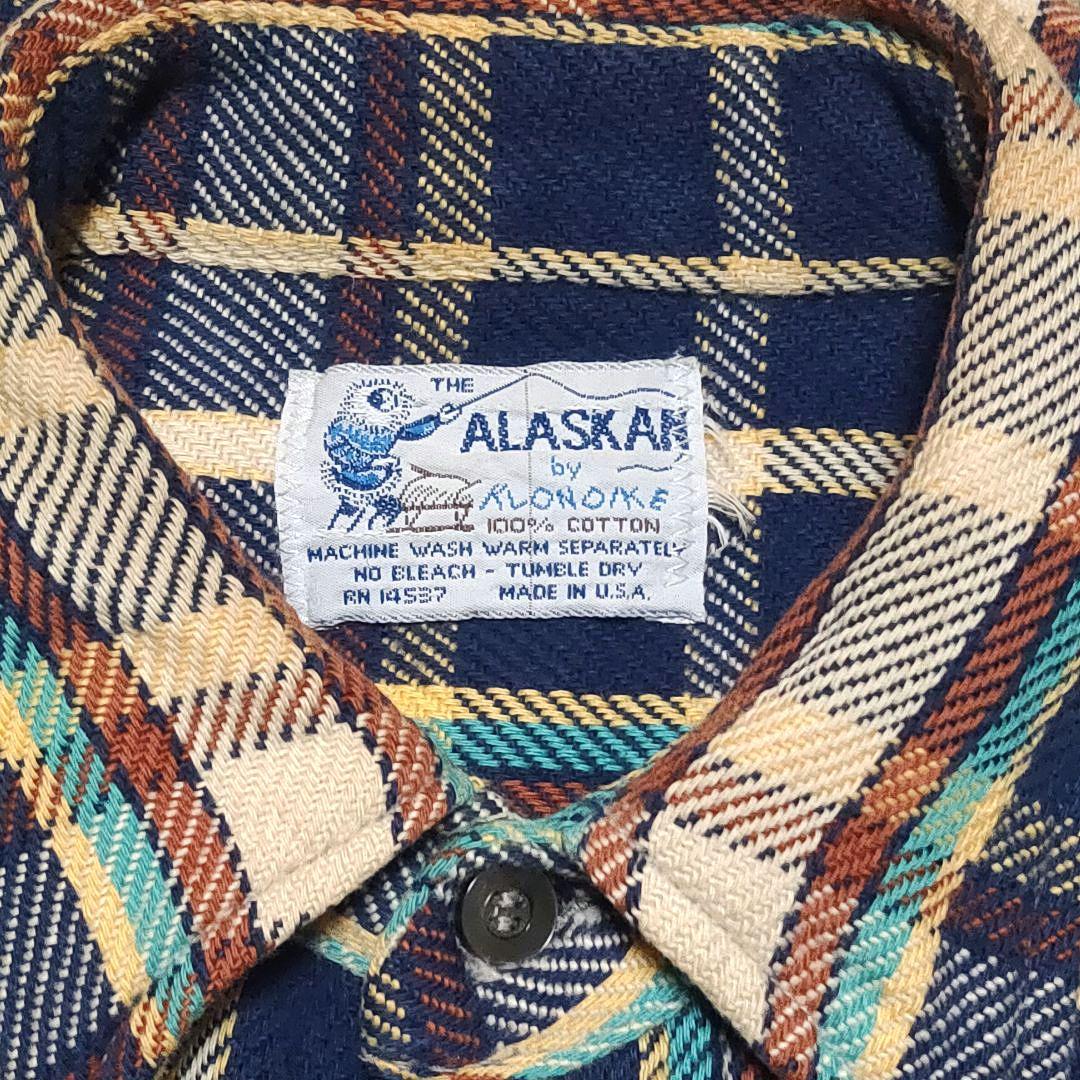 THE
ALASKAN
by
KLONDIKE
100% COTTON
MACHINE WASH WARM SEPARATELY
NO BLEACH - TUMBLE DRY
RN 14537 MADE IN U.S.A.